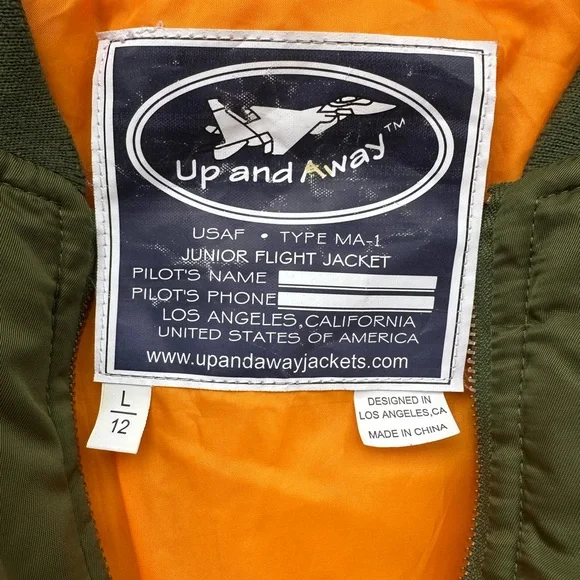 Up and Away™
USAF • TYPE MA-1
JUNIOR FLIGHT JACKET
PILOT'S NAME
PILOT'S PHONE
LOS ANGELES, CALIFORNIA
UNITED STATES OF AMERICA
www.upandawayjackets.com
L
12
DESIGNED IN
LOS ANGELES, CA
MADE IN CHINA